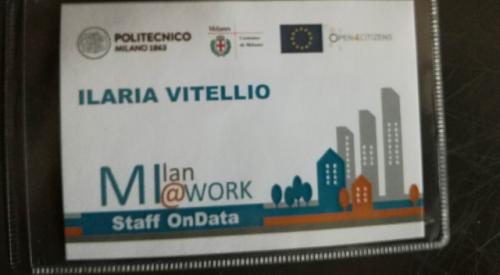 POLITECNICO
MILANO 1863
Milano
Comune
di Milano
OPEN4CITIZENS
ILARIA VITELLIO
MIlan
@WORK
Staff OnData